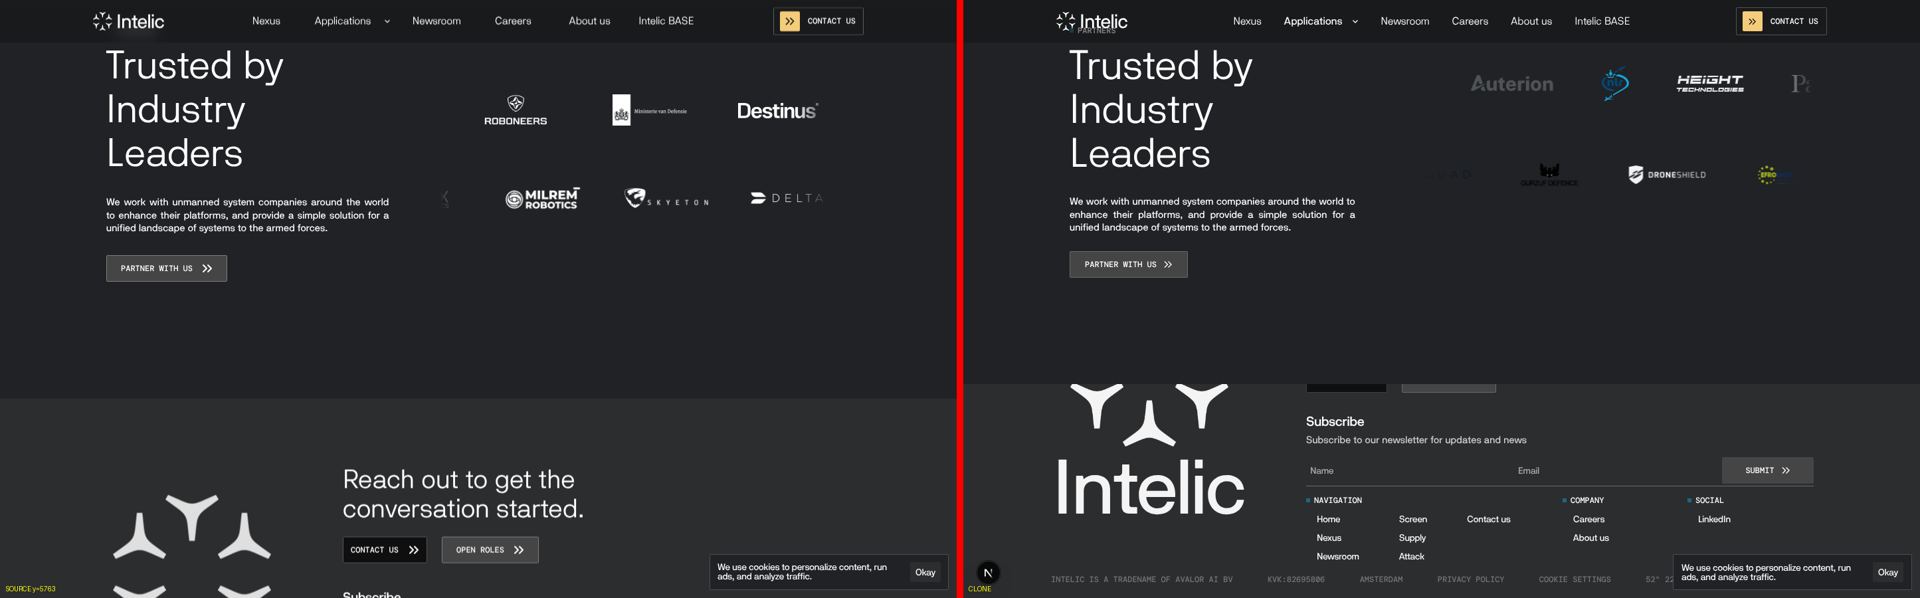 Intelic
Nexus
Applications
Newsroom
Careers
About us
Intelic BASE
CONTACT US
Trusted by
Industry
Leaders
ROBONEERS
Ministerie van Defensie
Destinus
MILREM
ROBOTICS
SKYETON
DELTA
We work with unmanned system companies around the world
to enhance their platforms, and provide a simple solution for a
unified landscape of systems to the armed forces.
PARTNER WITH US
Reach out to get the
conversation started.
CONTACT US
OPEN ROLES
Subscribe
We use cookies to personalize content, run
ads, and analyze traffic.
Okay
SOURCE y=5763
Intelic
Nexus
Applications
Newsroom
Careers
About us
Intelic BASE
CONTACT US
PARTNERS
Trusted by
Industry
Leaders
Auterion
nlr
HEIGHT
TECHNOLOGIES
GURZUF DEFENCE
DRONESHIELD
We work with unmanned system companies around the world to
enhance their platforms, and provide a simple solution for a
unified landscape of systems to the armed forces.
PARTNER WITH US
Intelic
Subscribe
Subscribe to our newsletter for updates and news
Name
Email
SUBMIT
NAVIGATION
COMPANY
SOCIAL
Home
Screen
Contact us
Careers
LinkedIn
Nexus
Supply
About us
Newsroom
Attack
INTELIC IS A TRADENAME OF AVALOR AI BV
KVK:82695806
AMSTERDAM
PRIVACY POLICY
COOKIE SETTINGS
52° 22
We use cookies to personalize content, run
ads, and analyze traffic.
Okay
N
CLONE